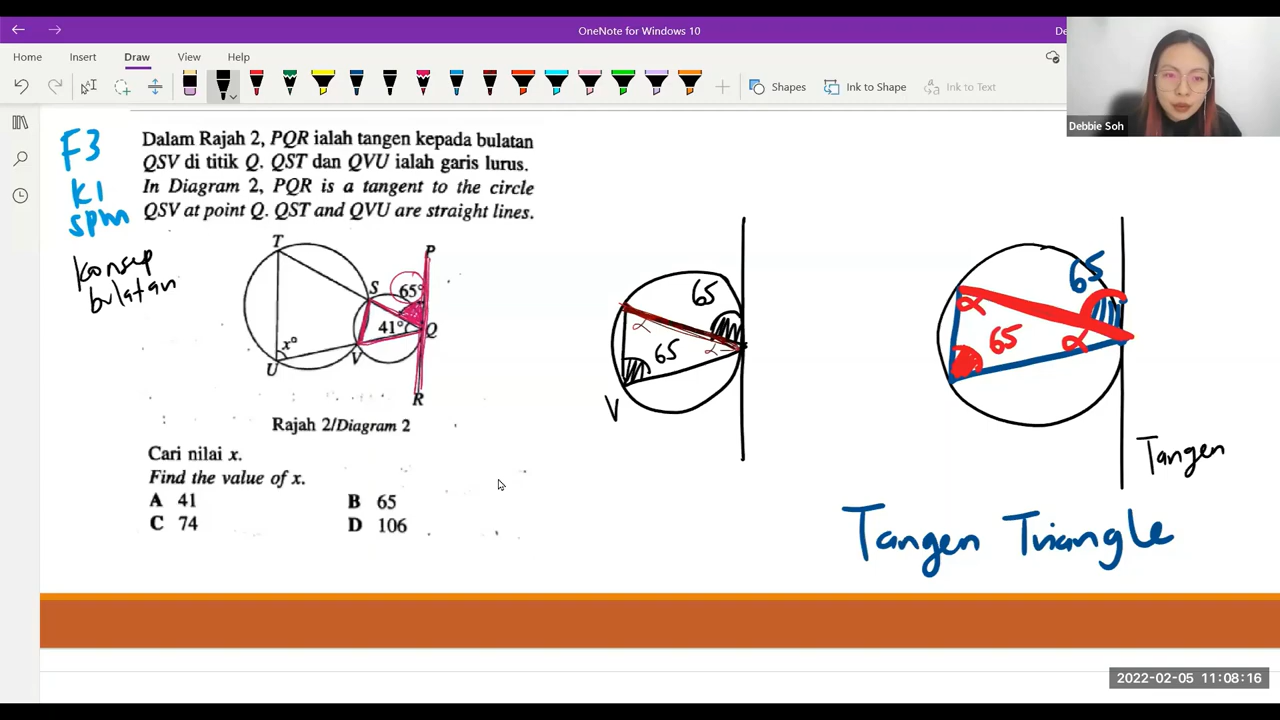 OneNote for Windows 10
De
Home
Insert
Draw
View
Help
Shapes
Ink to Shape
Ink to Text
Debbie Soh
F3
K1
SPM
Konsep
bulatan
Dalam Rajah 2, PQR ialah tangen kepada bulatan
QSV di titik Q. QST dan QVU ialah garis lurus.
In Diagram 2, PQR is a tangent to the circle
QSV at point Q. QST and QVU are straight lines.
T
P
S
65°
41°
Q
x°
U
V
R
Rajah 2/Diagram 2
Cari nilai x.
Find the value of x.
A 41
B 65
C 74
D 106
65
α
65
α
V
65
α
65
α
Tangen
Tangen Triangle
2022-02-05 11:08:16